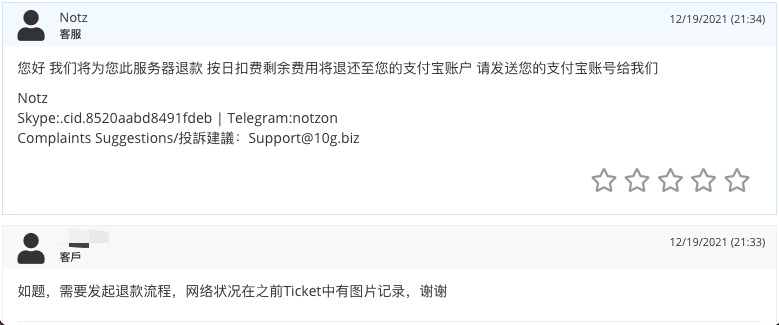 Notz
12/19/2021 (21:34)
客服
您好 我们将为您此服务器退款 按日扣费剩余费用将退还至您的支付宝账户 请发送您的支付宝账号给我们
Notz
Skype:.cid.8520aabd8491fdeb | Telegram:notzon
Complaints Suggestions/投訴建議：Support@10g.biz
12/19/2021 (21:33)
客戶
如题，需要发起退款流程，网络状况在之前Ticket中有图片记录，谢谢